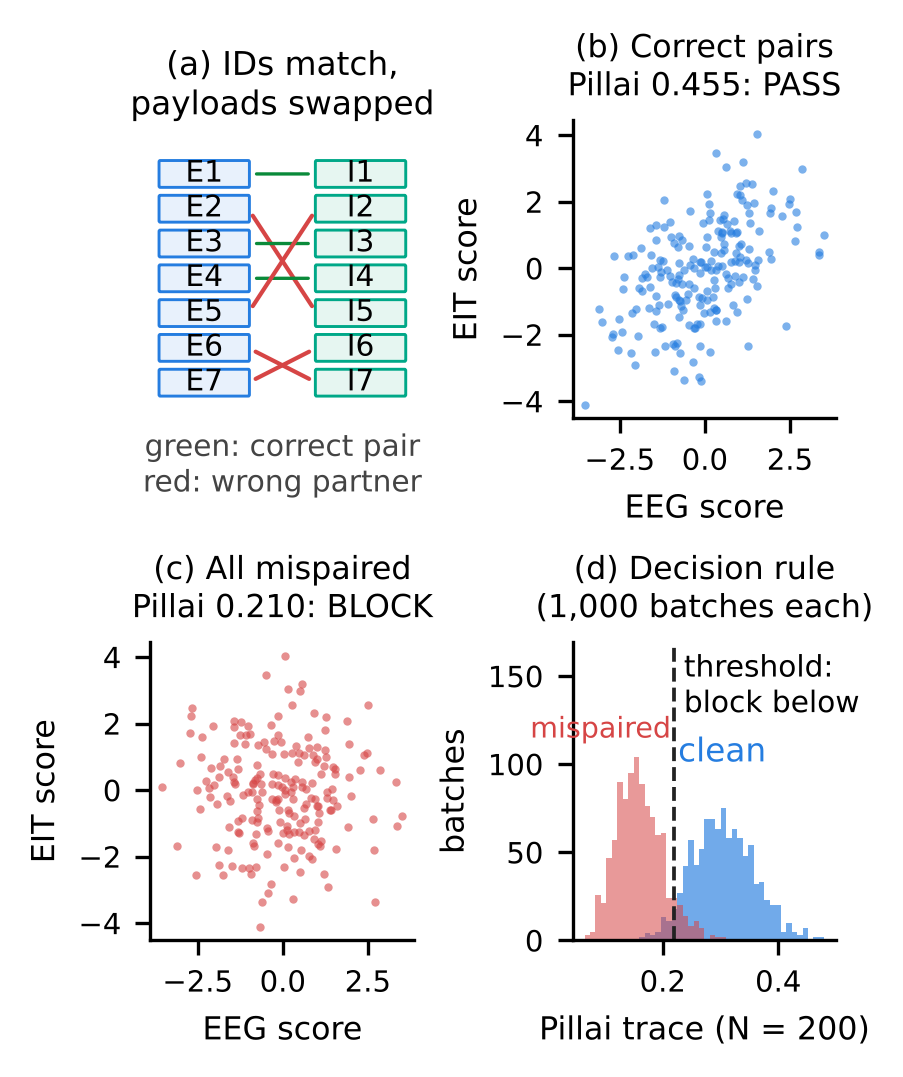 (a) IDs match,
payloads swapped
E1 I1
E2 I2
E3 I3
E4 I4
E5 I5
E6 I6
E7 I7
green: correct pair
red: wrong partner
(b) Correct pairs
Pillai 0.455: PASS
EIT score
4
2
0
−2
−4
−2.5 0.0 2.5
EEG score
(c) All mispaired
Pillai 0.210: BLOCK
EIT score
4
2
0
−2
−4
−2.5 0.0 2.5
EEG score
(d) Decision rule
(1,000 batches each)
batches
150
100
50
0
threshold:
block below
mispaired
clean
0.2 0.4
Pillai trace (N = 200)